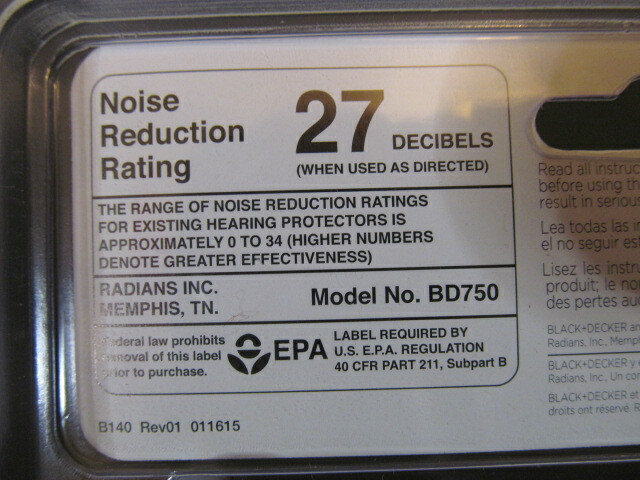 Noise
Reduction
Rating
27 DECIBELS
(WHEN USED AS DIRECTED)
THE RANGE OF NOISE REDUCTION RATINGS
FOR EXISTING HEARING PROTECTORS IS
APPROXIMATELY 0 TO 34 (HIGHER NUMBERS
DENOTE GREATER EFFECTIVENESS)
RADIANS INC.
MEMPHIS, TN.
Model No. BD750
Federal law prohibits
removal of this label
prior to purchase.
EPA
LABEL REQUIRED BY
U.S. E.P.A. REGULATION
40 CFR PART 211, Subpart B
B140 Rev01 011615
Read all instruc
before using th
result in serious
Lea todas las in
el no seguir est
Lisez les instru
produit; le no
des pertes au
BLACK+DECKER a
Radians, Inc. Memp
BLACK+DECKER y
Radians, Inc., Un co
BLACK+DECKER et
droits ont réservé. R